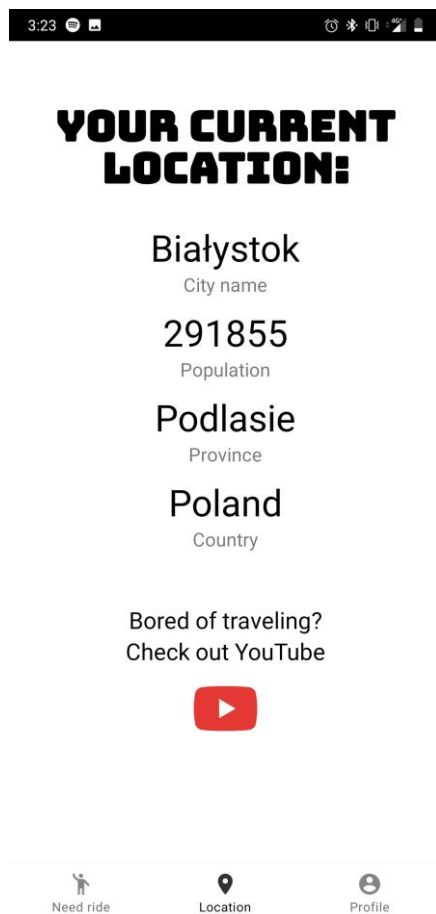 3:23
YOUR CURRENT
LOCATION:
Białystok
City name
291855
Population
Podlasie
Province
Poland
Country
Bored of traveling?
Check out YouTube
Need ride
Location
Profile